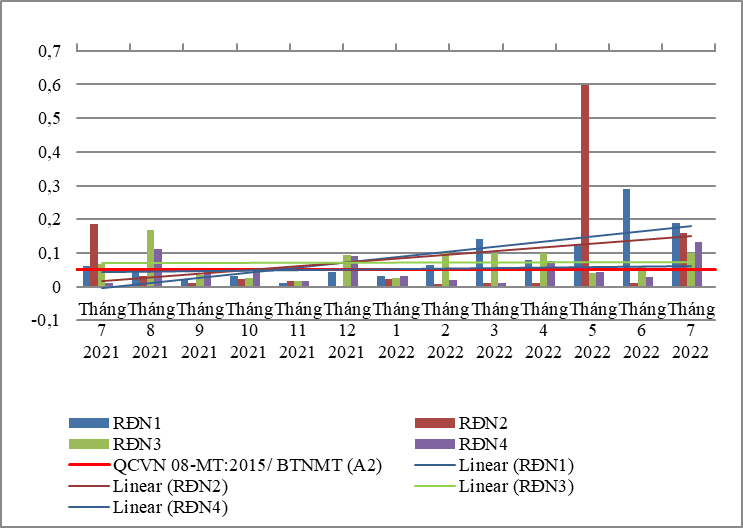 0,7
0,6
0,5
0,4
0,3
0,2
0,1
0
-0,1
Tháng Tháng Tháng Tháng Tháng Tháng Tháng Tháng Tháng Tháng Tháng Tháng Tháng
7 8 9 10 11 12 1 2 3 4 5 6 7
2021 2021 2021 2021 2021 2021 2022 2022 2022 2022 2022 2022 2022
RĐN1 RĐN2
RĐN3 RĐN4
QCVN 08-MT:2015/ BTNMT (A2) Linear (RĐN1)
Linear (RĐN2) Linear (RĐN3)
Linear (RĐN4)